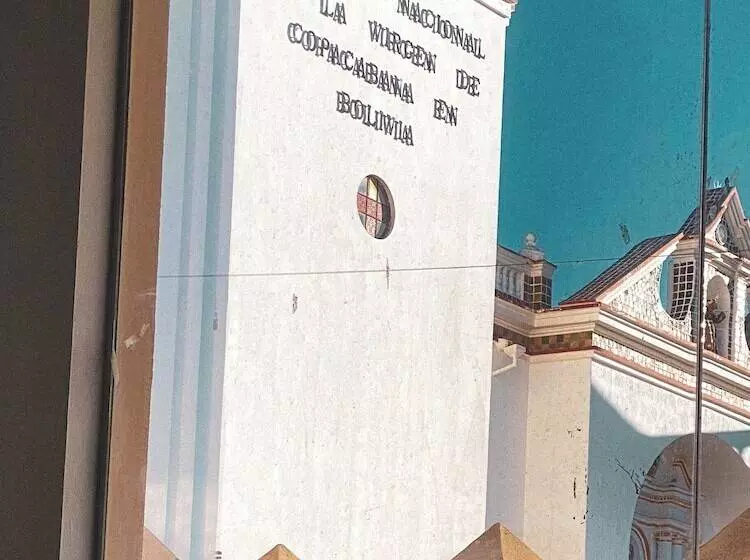 NACIONAL
LA VIRGEN DE
COPACABANA EN
BOLIVIA